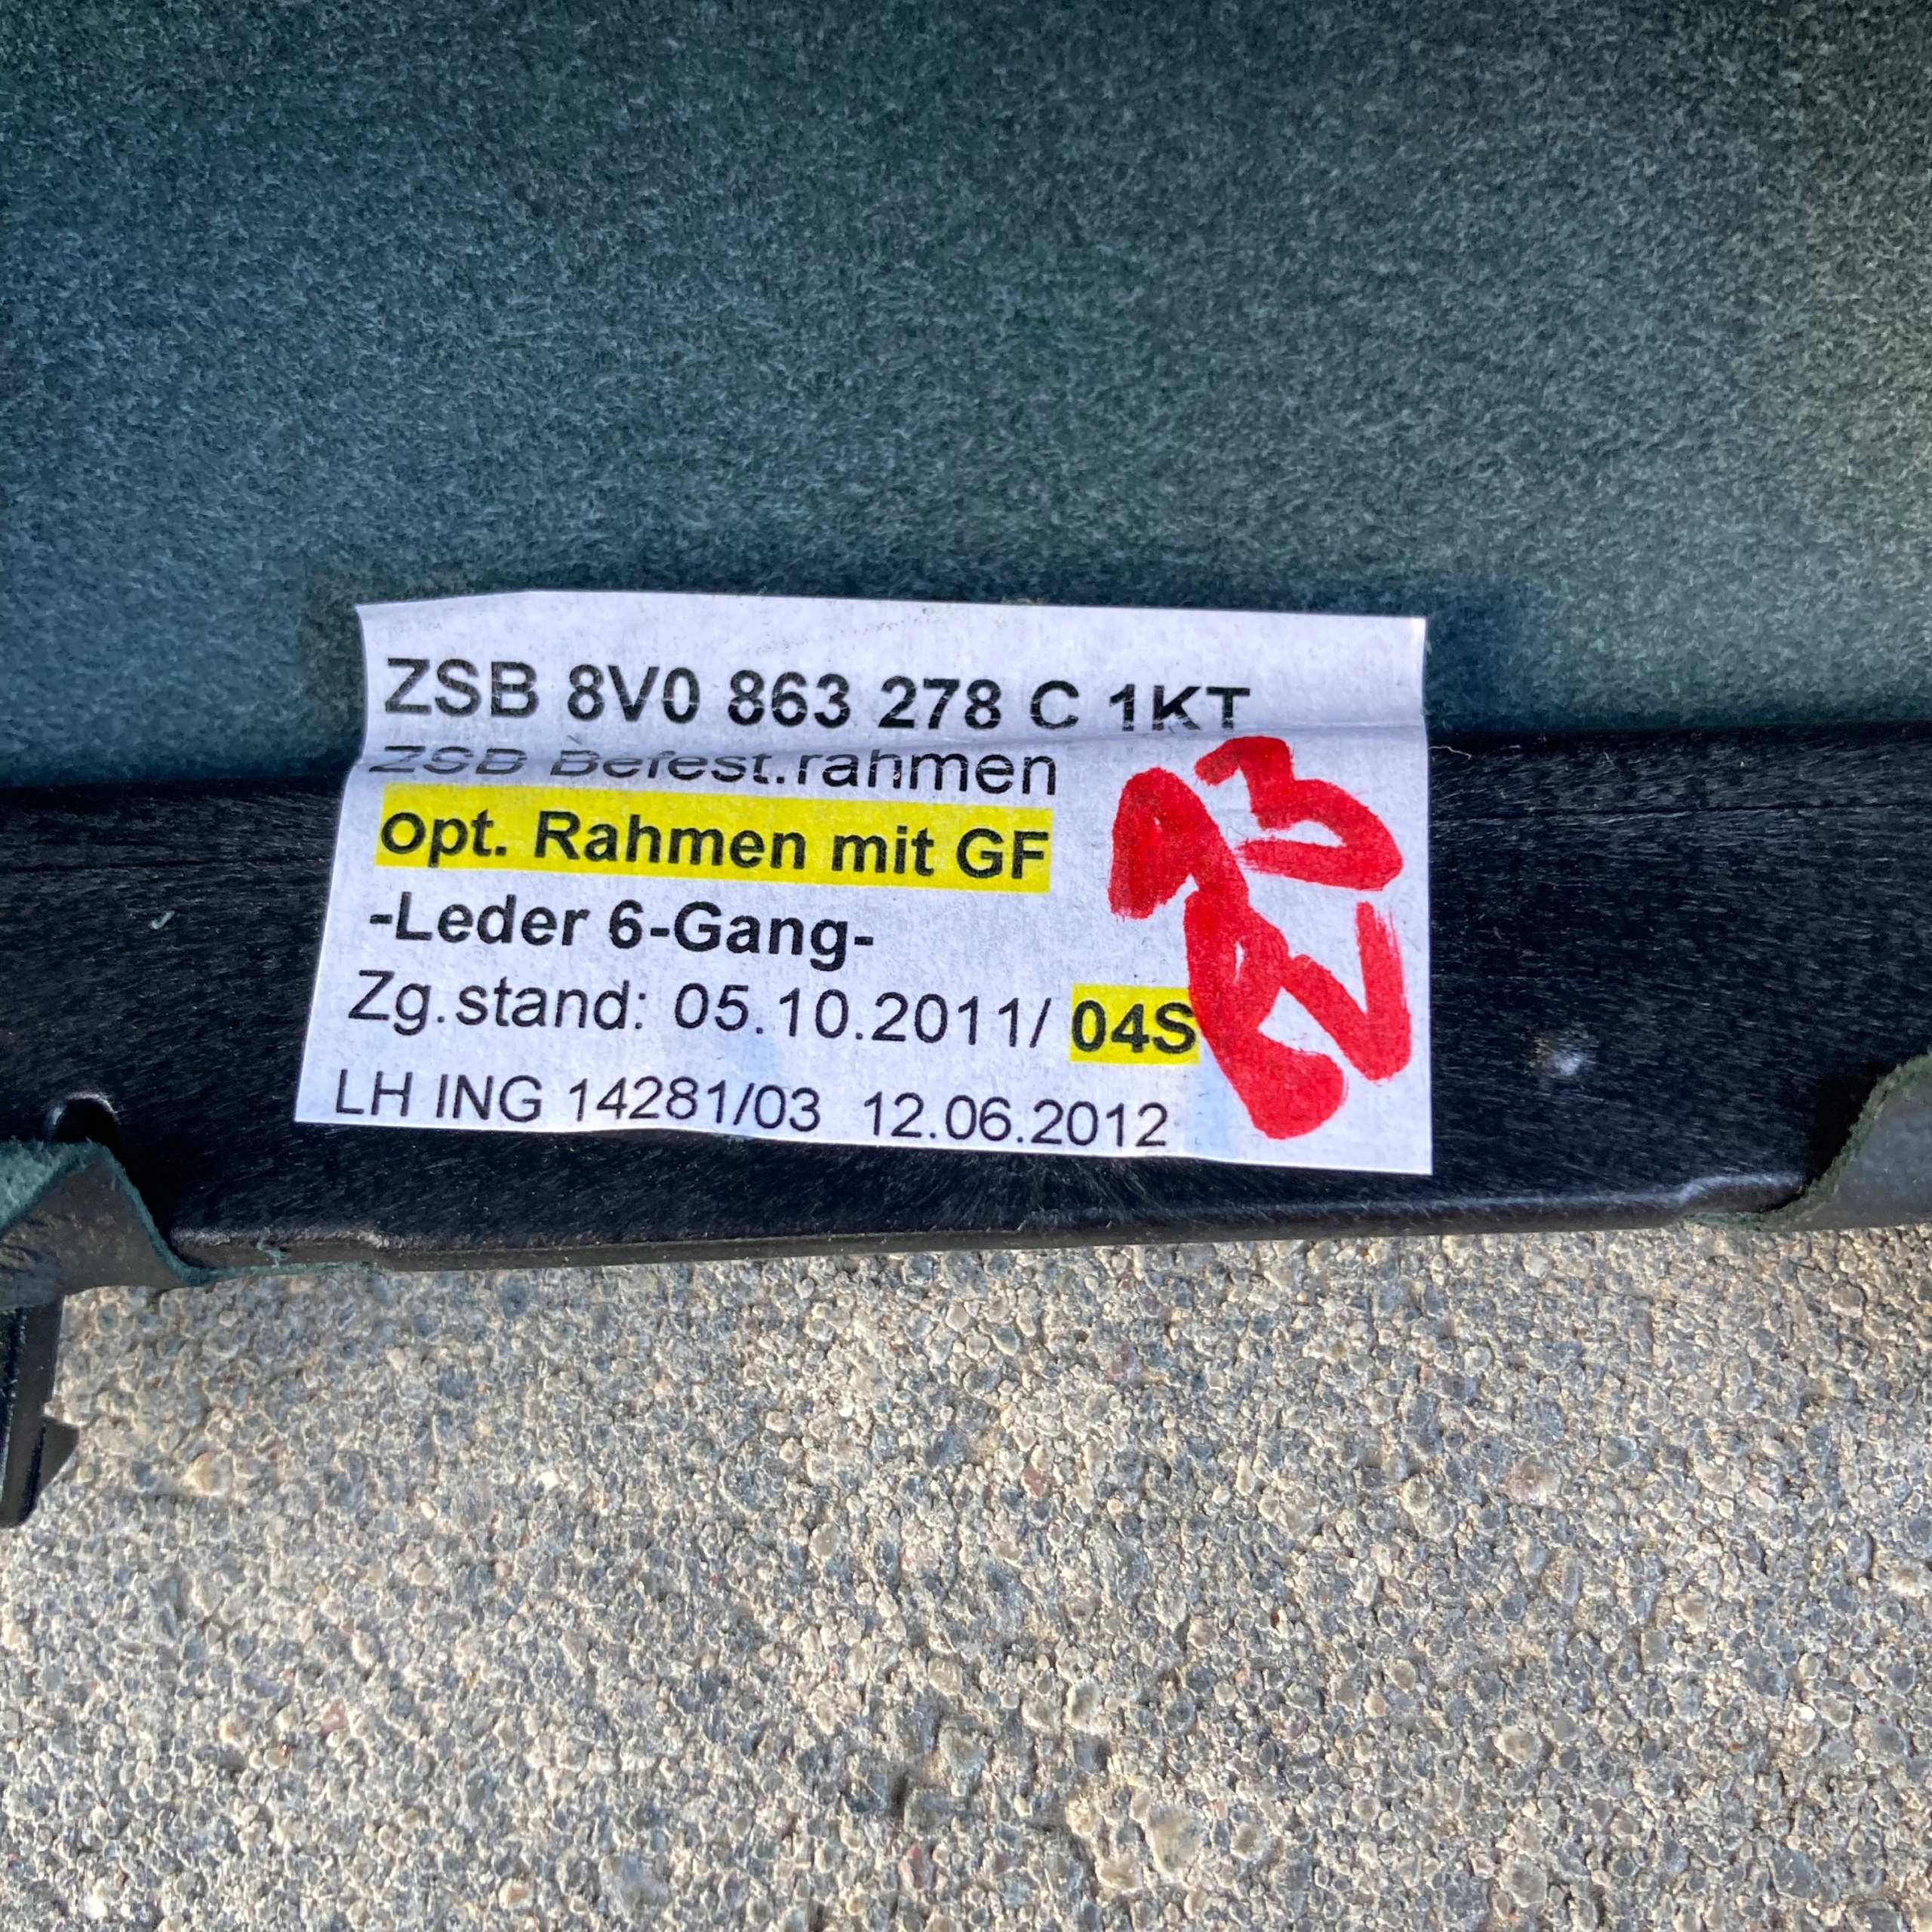 ZSB 8V0 863 278 C 1KT
ZSB Befest.rahmen
opt. Rahmen mit GF
-Leder 6-Gang-
Zg.stand: 05.10.2011/ 04S
LH ING 14281/03 12.06.2012